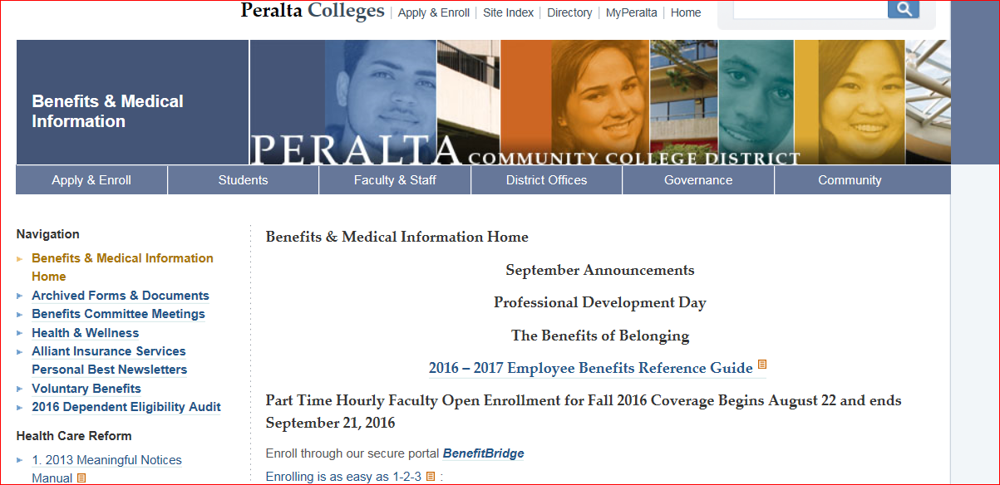 Peralta Colleges | Apply & Enroll | Site Index | Directory | MyPeralta | Home
Benefits & Medical
Information
PERALTA COMMUNITY COLLEGE DISTRICT
Apply & Enroll
Students
Faculty & Staff
District Offices
Governance
Community
Navigation
Benefits & Medical Information
Home
Archived Forms & Documents
Benefits Committee Meetings
Health & Wellness
Alliant Insurance Services
Personal Best Newsletters
Voluntary Benefits
2016 Dependent Eligibility Audit
Health Care Reform
1. 2013 Meaningful Notices
Manual
Benefits & Medical Information Home
September Announcements
Professional Development Day
The Benefits of Belonging
2016 – 2017 Employee Benefits Reference Guide
Part Time Hourly Faculty Open Enrollment for Fall 2016 Coverage Begins August 22 and ends
September 21, 2016
Enroll through our secure portal BenefitBridge
Enrolling is as easy as 1-2-3 :